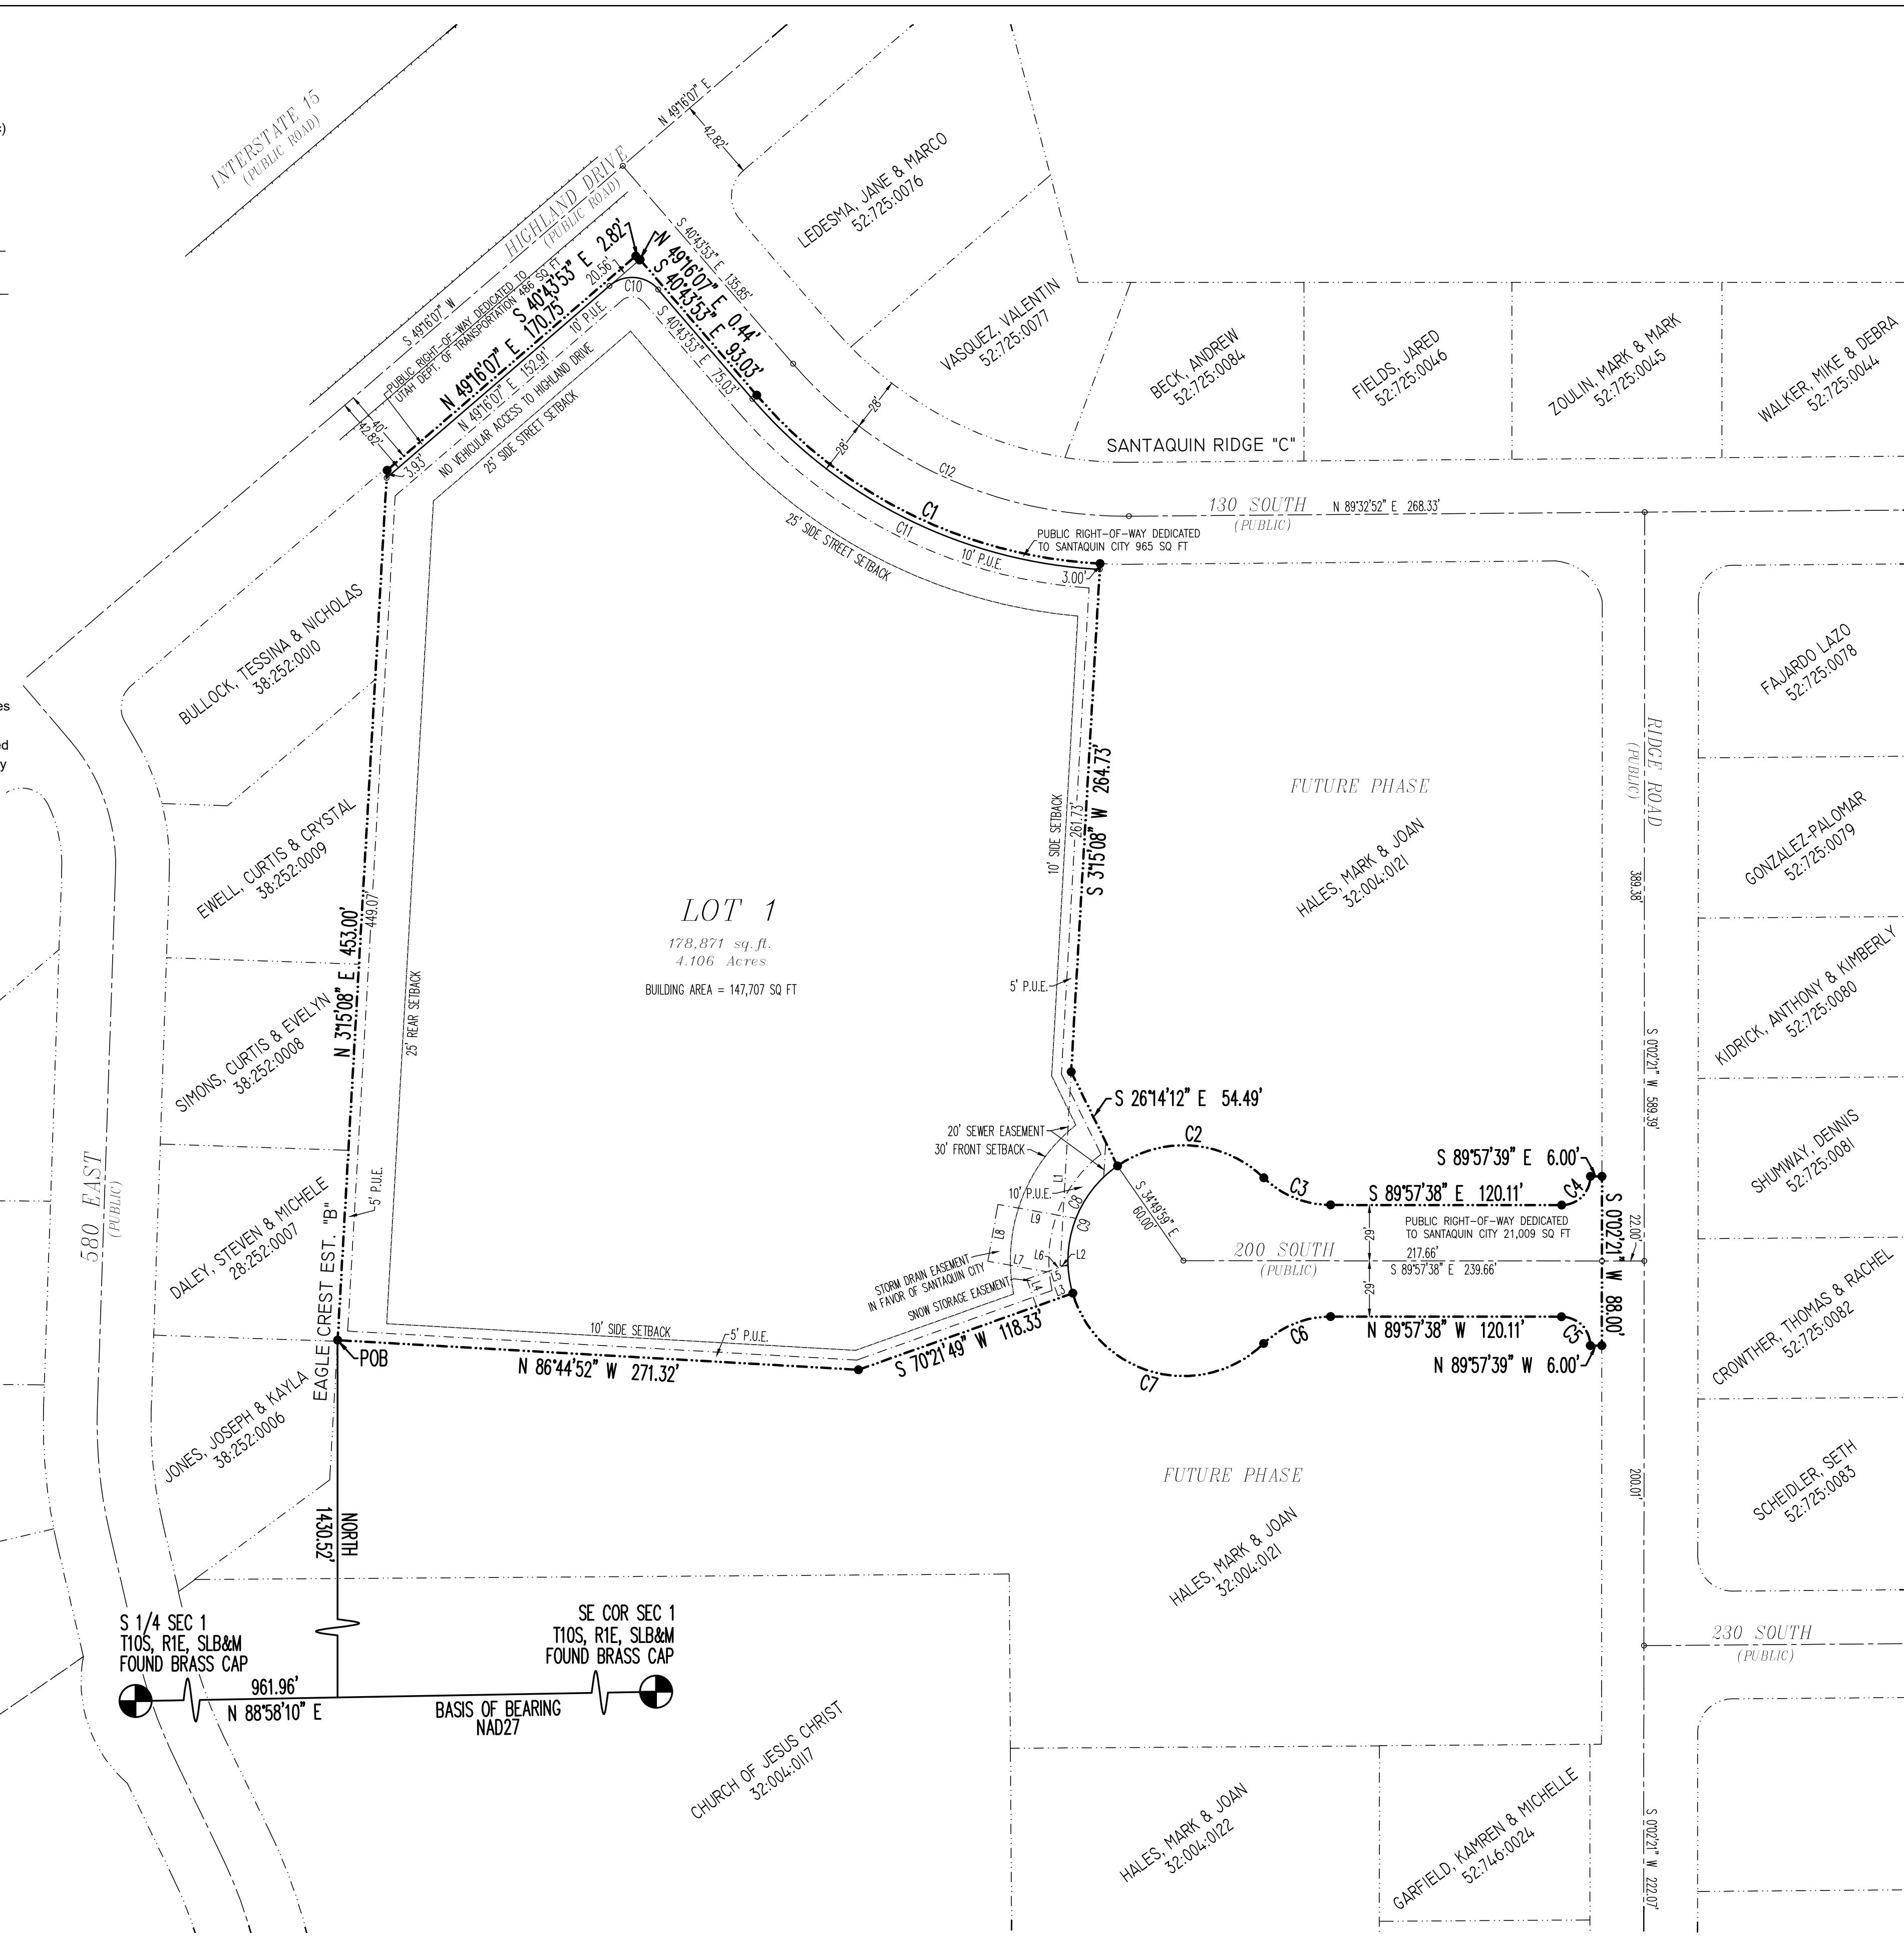 c)
es
ed
y
INTERSTATE 15
(PUBLIC ROAD)
HIGHLAND DRIVE
(PUBLIC ROAD)
N 49°16'07" E
42.82'
S 49°16'07" W
PUBLIC RIGHT-OF-WAY DEDICATED TO
UTAH DEPT. OF TRANSPORTATION 486 SQ FT
S 40°43'53" E 2.82'
N 49°16'07" E 0.44'
S 40°43'53" E 93.03'
N 49°16'07" E 170.75'
20.56'
C10
10' P.U.E.
N 49°16'07" E 152.91'
NO VEHICULAR ACCESS TO HIGHLAND DRIVE
25' SIDE STREET SETBACK
S 40°43'53" E 75.03'
S 40°43'53" E 135.85'
40'
42.82'
3.93'
LEDESMA, JANE & MARCO
52:725:0076
VASQUEZ, VALENTIN
52:725:0077
BECK, ANDREW
52:725:0084
FIELDS, JARED
52:725:0046
ZOULIN, MARK & MARK
52:725:0045
WALKER, MIKE & DEBRA
52:725:0044
SANTAQUIN RIDGE "C"
28'
28'
C12
C1
C11
10' P.U.E.
25' SIDE STREET SETBACK
130 SOUTH
(PUBLIC)
N 89°32'52" E 268.33'
PUBLIC RIGHT-OF-WAY DEDICATED
TO SANTAQUIN CITY 965 SQ FT
3.00'
BULLOCK, TESSINA & NICHOLAS
38:252:0010
EWELL, CURTIS & CRYSTAL
38:252:0009
SIMONS, CURTIS & EVELYN
38:252:0008
DALEY, STEVEN & MICHELE
28:252:0007
JONES, JOSEPH & KAYLA
38:252:0006
580 EAST
(PUBLIC)
EAGLE CREST EST. "B"
N 3°15'08" E 453.00'
449.07'
5' P.U.E.
25' REAR SETBACK
LOT 1
178,871 sq.ft.
4.106 Acres
BUILDING AREA = 147,707 SQ FT
10' SIDE SETBACK
261.73'
S 3°15'08" W 264.73'
5' P.U.E.
FUTURE PHASE
HALES, MARK & JOAN
32:004:0121
RIDGE ROAD
(PUBLIC)
389.38'
S 0°02'21" W 589.39'
FAJARDO LAZO
52:725:0078
GONZALEZ-PALOMAR
52:725:0079
KIDRICK, ANTHONY & KIMBERLY
52:725:0080
SHUMWAY, DENNIS
52:725:0081
CROWTHER, THOMAS & RACHEL
52:725:0082
SCHEIDLER, SETH
52:725:0083
S 26°14'12" E 54.49'
20' SEWER EASEMENT
30' FRONT SETBACK
C2
C3
C4
S 89°57'39" E 6.00'
S 89°57'38" E 120.11'
PUBLIC RIGHT-OF-WAY DEDICATED
TO SANTAQUIN CITY 21,009 SQ FT
L1
10' P.U.E.
C8
C9
S 34°49'59" E
60.00'
L8
L9
L7
L6
L2
L5
L4
L3
STORM DRAIN EASEMENT
IN FAVOR OF SANTAQUIN CITY
SNOW STORAGE EASEMENT
200 SOUTH
(PUBLIC)
29'
29'
217.66'
S 89°57'38" E 239.66'
22.00'
S 0°02'21" W 88.00'
N 89°57'38" W 120.11'
C5
N 89°57'39" W 6.00'
C6
C7
10' SIDE SETBACK
5' P.U.E.
N 86°44'52" W 271.32'
S 70°21'49" W 118.33'
POB
NORTH
1430.52'
FUTURE PHASE
HALES, MARK & JOAN
32:004:0121
200.01'
S 1/4 SEC 1
T10S, R1E, SLB&M
FOUND BRASS CAP
SE COR SEC 1
T10S, R1E, SLB&M
FOUND BRASS CAP
961.96'
N 88°58'10" E
BASIS OF BEARING
NAD27
230 SOUTH
(PUBLIC)
CHURCH OF JESUS CHRIST
32:004:0117
HALES, MARK & JOAN
32:004:0122
GARFIELD, KAMREN & MICHELLE
52:746:0024
S 0°02'21" W 222.07'